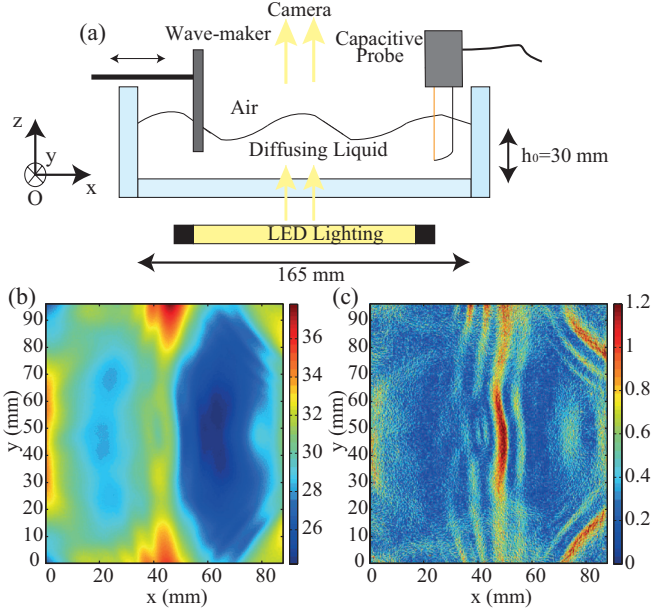 (a)
Camera
Wave-maker
Capacitive
Probe
Air
z
y
x
O
Diffusing Liquid
h₀=30 mm
LED Lighting
165 mm
(b)
90
80
70
60
50
40
30
20
10
0
y (mm)
0 20 40 60 80
x (mm)
36
34
32
30
28
26
24
(c)
90
80
70
60
50
40
30
20
10
0
y (mm)
0 20 40 60 80
x (mm)
1.2
1
0.8
0.6
0.4
0.2
0